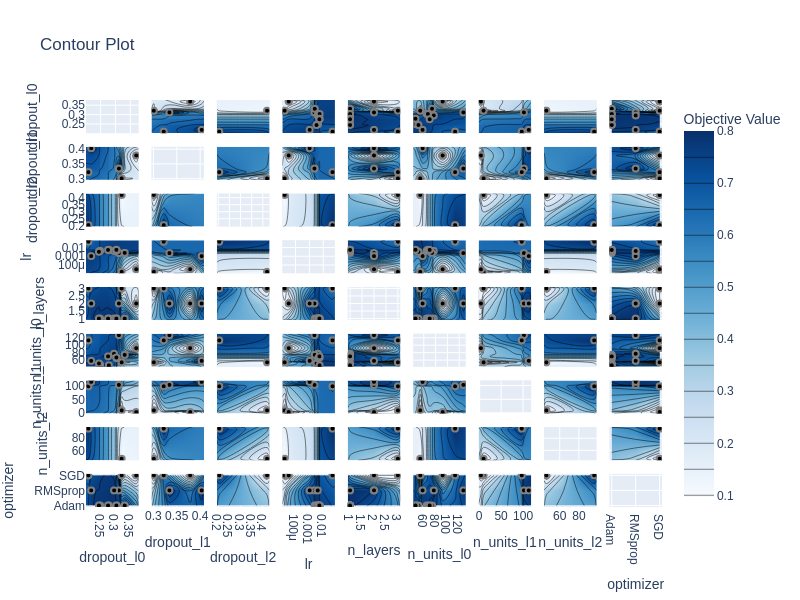 Contour Plot
Objective Value
0.8
0.7
0.6
0.5
0.4
0.3
0.2
0.1
dropout_l0
0.35
0.3
0.25
dropout_l1
0.4
0.35
0.3
dropout_l2
0.4
0.35
0.3
0.25
0.2
lr
0.01
0.001
100μ
n_layers
3
2.5
2
1.5
1
n_units_l0
120
100
80
60
n_units_l1
100
50
0
n_units_l2
80
60
optimizer
SGD
RMSprop
Adam
0.25 0.3 0.35
dropout_l0
0.3 0.35 0.4
dropout_l1
0.2 0.25 0.3 0.35 0.4
dropout_l2
100μ 0.001 0.01
lr
1 1.5 2 2.5 3
n_layers
60 80 100 120
n_units_l0
0 50 100
n_units_l1
60 80
n_units_l2
Adam RMSprop SGD
optimizer